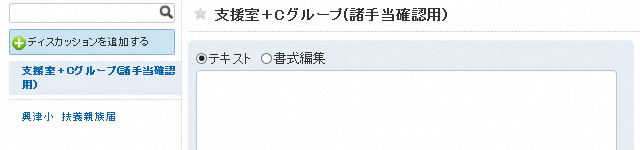 ディスカッションを追加する
支援室＋Cグループ(諸手当確認
用)
興津小　扶養親族届
支援室＋Cグループ(諸手当確認用)
テキスト 書式編集